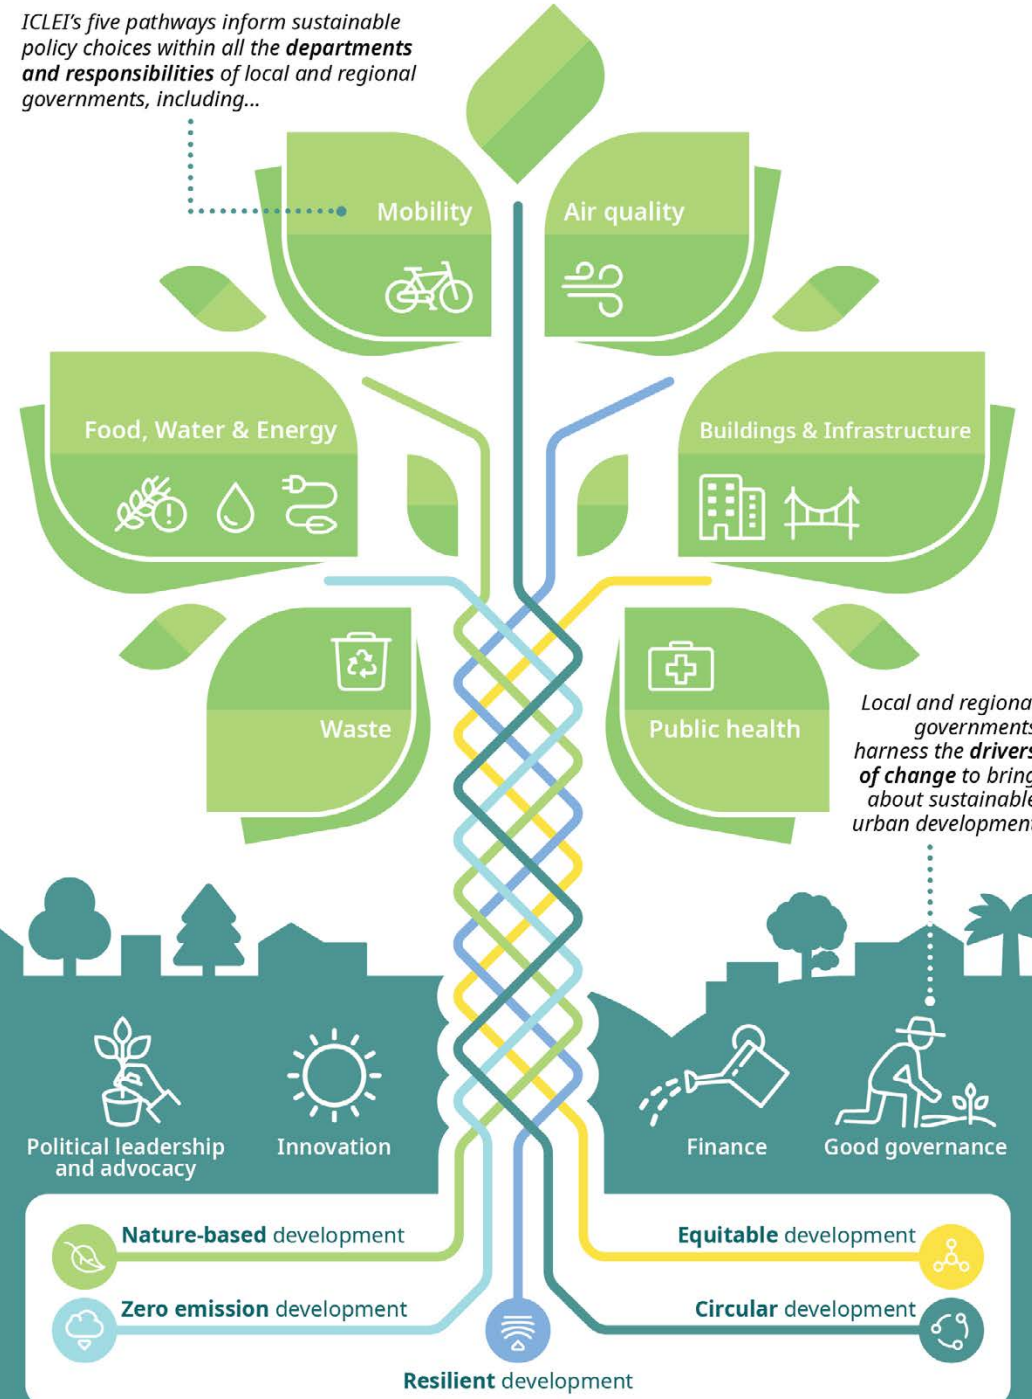 ICLEI’s five pathways inform sustainable
policy choices within all the departments
and responsibilities of local and regional
governments, including...
Mobility
Air quality
Food, Water & Energy
Buildings & Infrastructure
Waste
Public health
Local and regional
governments
harness the drivers
of change to bring
about sustainable
urban development
Political leadership
and advocacy
Innovation
Finance
Good governance
Nature-based development
Equitable development
Zero emission development
Circular development
Resilient development